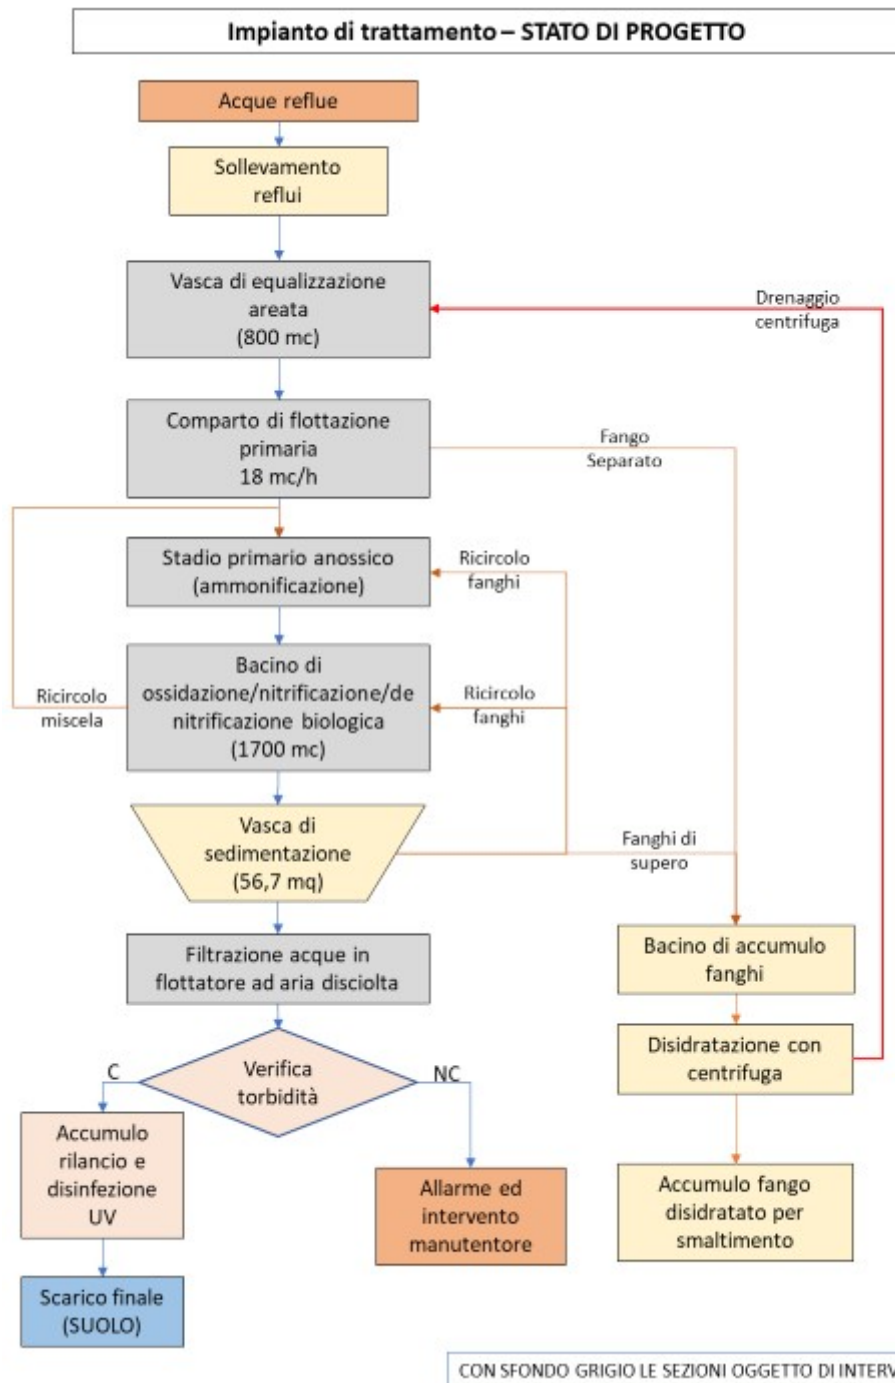 Impianto di trattamento – STATO DI PROGETTO
Acque reflue
Sollevamento
reflui
Vasca di equalizzazione
areata
(800 mc)
Drenaggio
centrifuga
Comparto di flottazione
primaria
18 mc/h
Fango
Separato
Stadio primario anossico
(ammonificazione)
Ricircolo
fanghi
Bacino di
ossidazione/nitrificazione/de
nitrificazione biologica
(1700 mc)
Ricircolo
miscela
Ricircolo
fanghi
Vasca di
sedimentazione
(56,7 mq)
Fanghi di
supero
Filtrazione acque in
flottatore ad aria disciolta
Bacino di accumulo
fanghi
Verifica
torbidità
C
NC
Disidratazione con
centrifuga
Accumulo
rilancio e
disinfezione
UV
Allarme ed
intervento
manutentore
Accumulo fango
disidratato per
smaltimento
Scarico finale
(SUOLO)
CON SFONDO GRIGIO LE SEZIONI OGGETTO DI INTERV